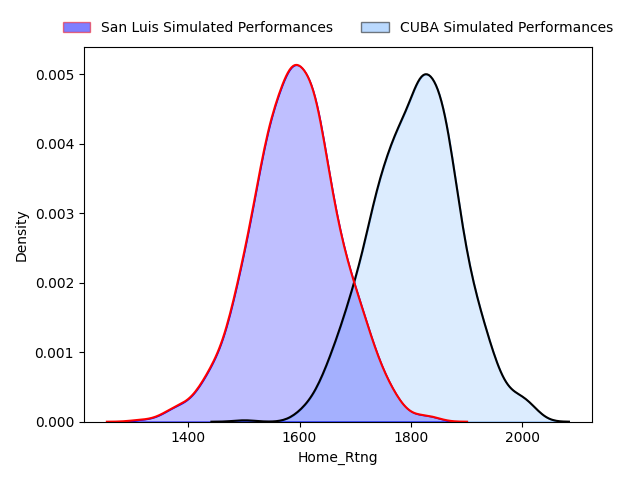 San Luis Simulated Performances CUBA Simulated Performances
0.005
0.004
0.003
0.002
0.001
0.000
Density
1400 1600 1800 2000
Home_Rtng